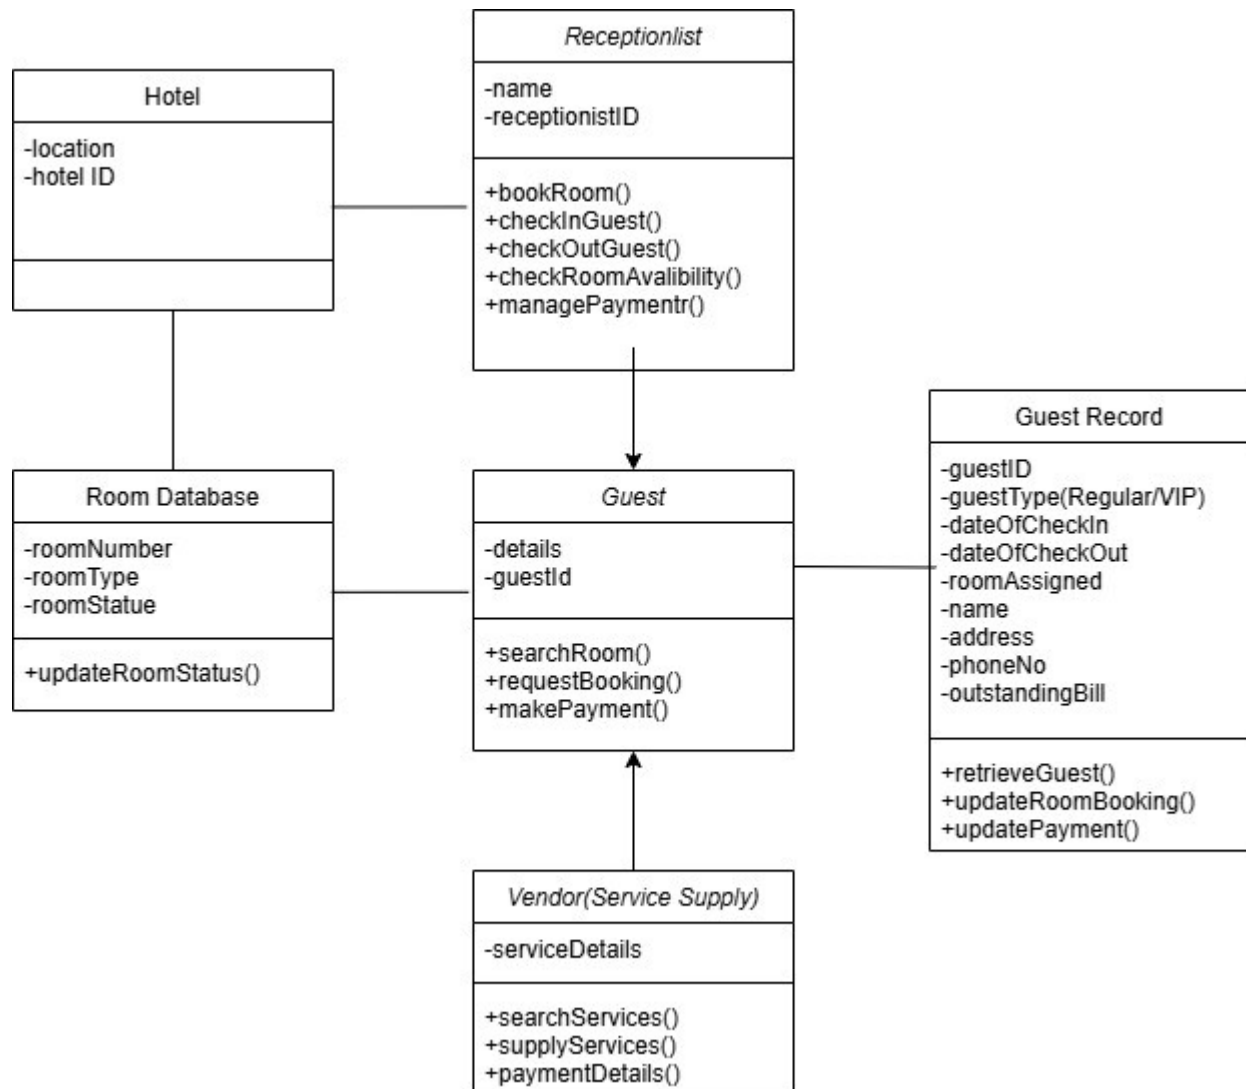 Receptionlist
-name
-receptionistID
+bookRoom()
+checkInGuest()
+checkOutGuest()
+checkRoomAvalibility()
+managePaymentr()
Hotel
-location
-hotel ID
Room Database
-roomNumber
-roomType
-roomStatue
+updateRoomStatus()
Guest
-details
-guestId
+searchRoom()
+requestBooking()
+makePayment()
Guest Record
-guestID
-guestType(Regular/VIP)
-dateOfCheckIn
-dateOfCheckOut
-roomAssigned
-name
-address
-phoneNo
-outstandingBill
+retrieveGuest()
+updateRoomBooking()
+updatePayment()
Vendor(Service Supply)
-serviceDetails
+searchServices()
+supplyServices()
+paymentDetails()